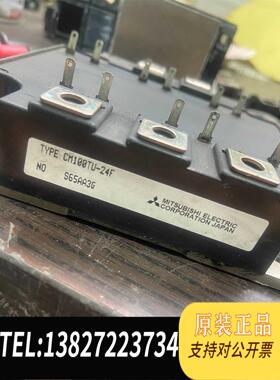 TYPE CM100TU-24F
NO S65AA3G
MITSUBISHI ELECTRIC
CORPORATION JAPAN
TEL:13827223734
原装正品
支持对公开票